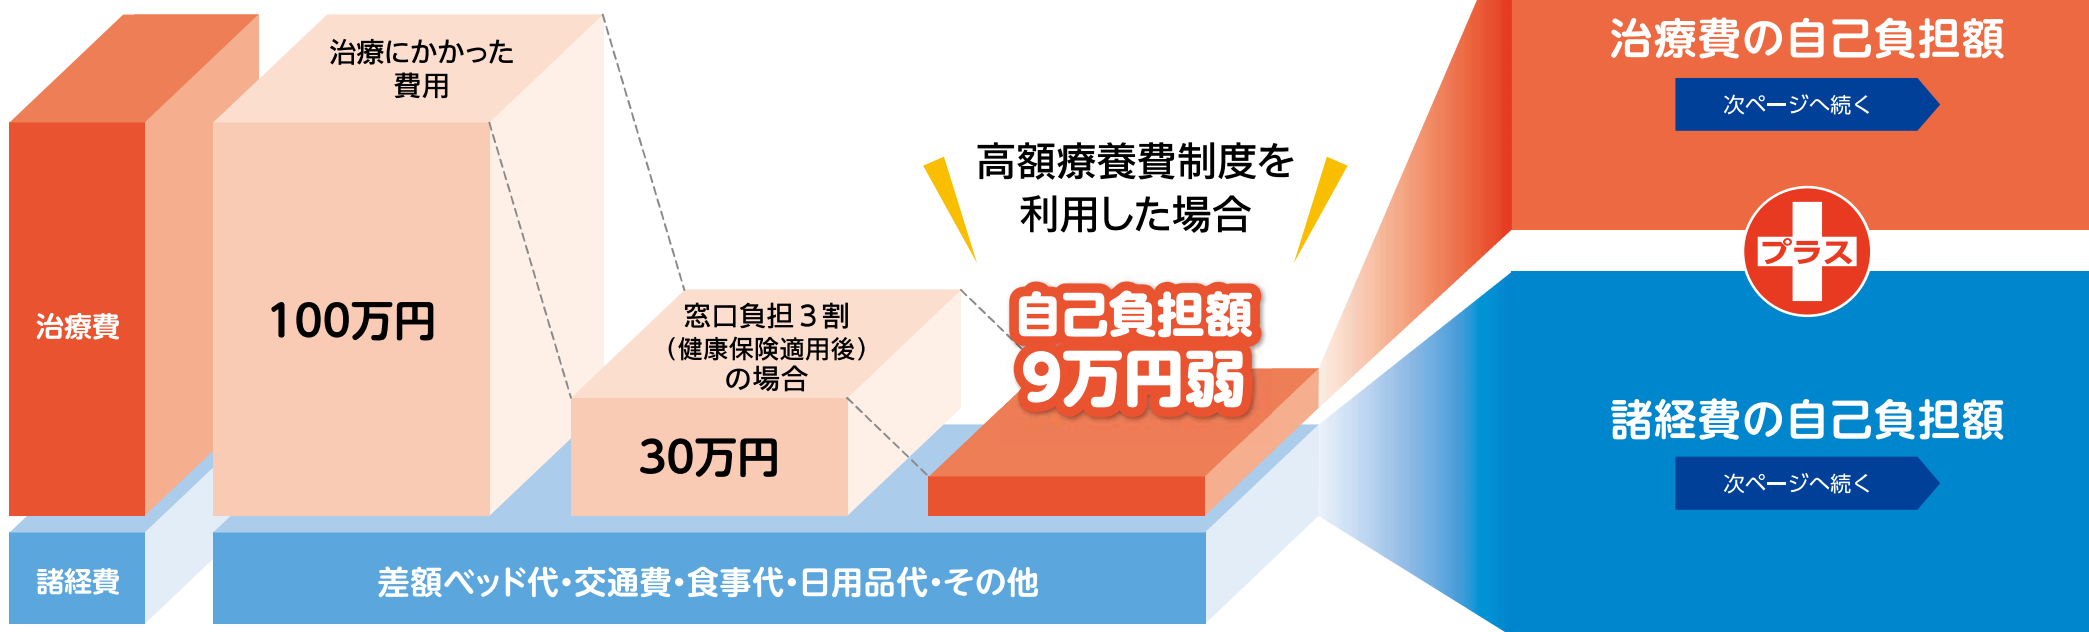 治療費
諸経費
治療にかかった
費用
100万円
窓口負担3割
（健康保険適用後）
の場合
30万円
高額療養費制度を
利用した場合
自己負担額
9万円弱
差額ベッド代・交通費・食事代・日用品代・その他
治療費の自己負担額
次ページへ続く
プラス
諸経費の自己負担額
次ページへ続く